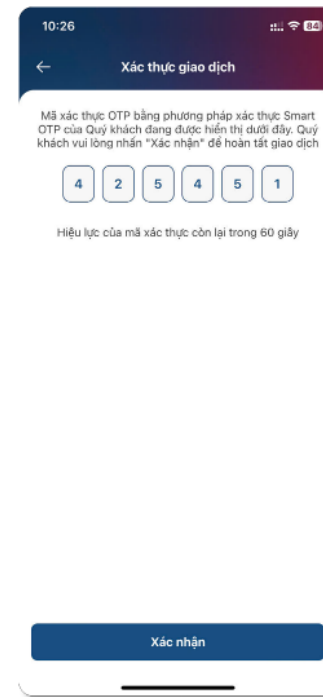 10:26
84
Xác thực giao dịch
Mã xác thực OTP bằng phương pháp xác thực Smart
OTP của Quý khách đang được hiển thị dưới đây. Quý
khách vui lòng nhấn "Xác nhận" để hoàn tất giao dịch
4 2 5 4 5 1
Hiệu lực của mã xác thực còn lại trong 60 giây
Xác nhận